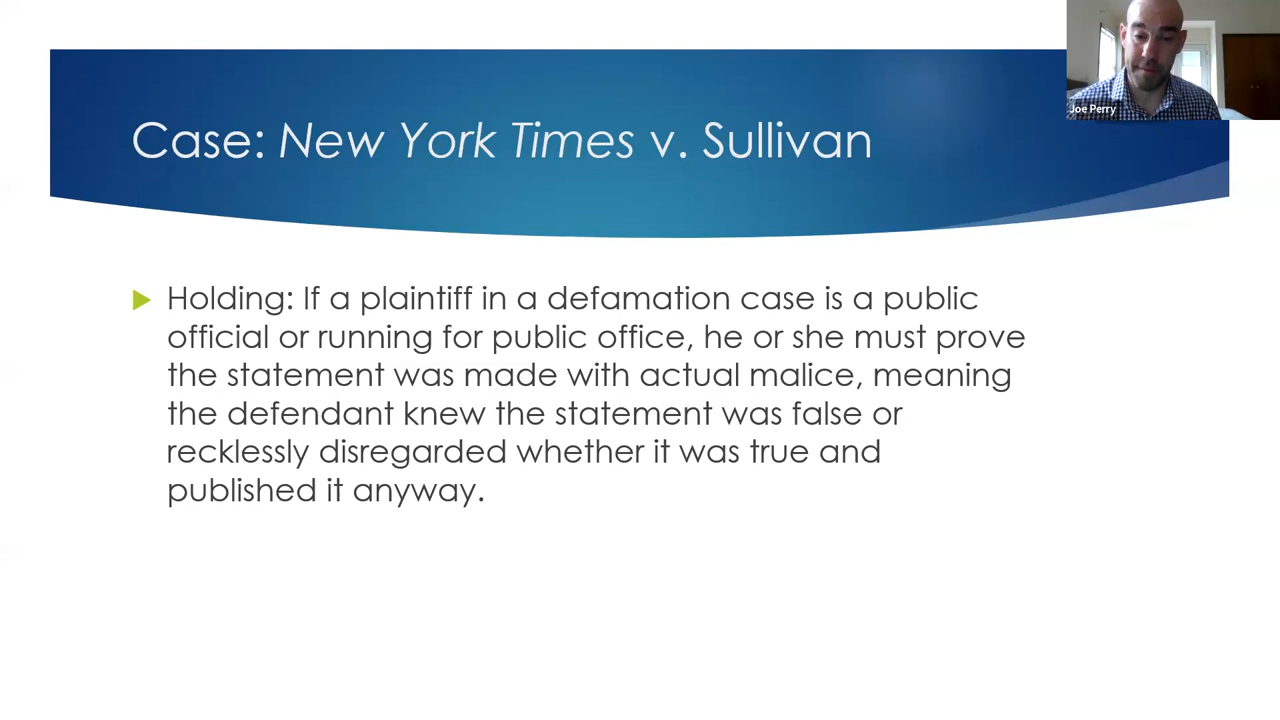 Joe Perry
Case: New York Times v. Sullivan
Holding: If a plaintiff in a defamation case is a public
official or running for public office, he or she must prove
the statement was made with actual malice, meaning
the defendant knew the statement was false or
recklessly disregarded whether it was true and
published it anyway.